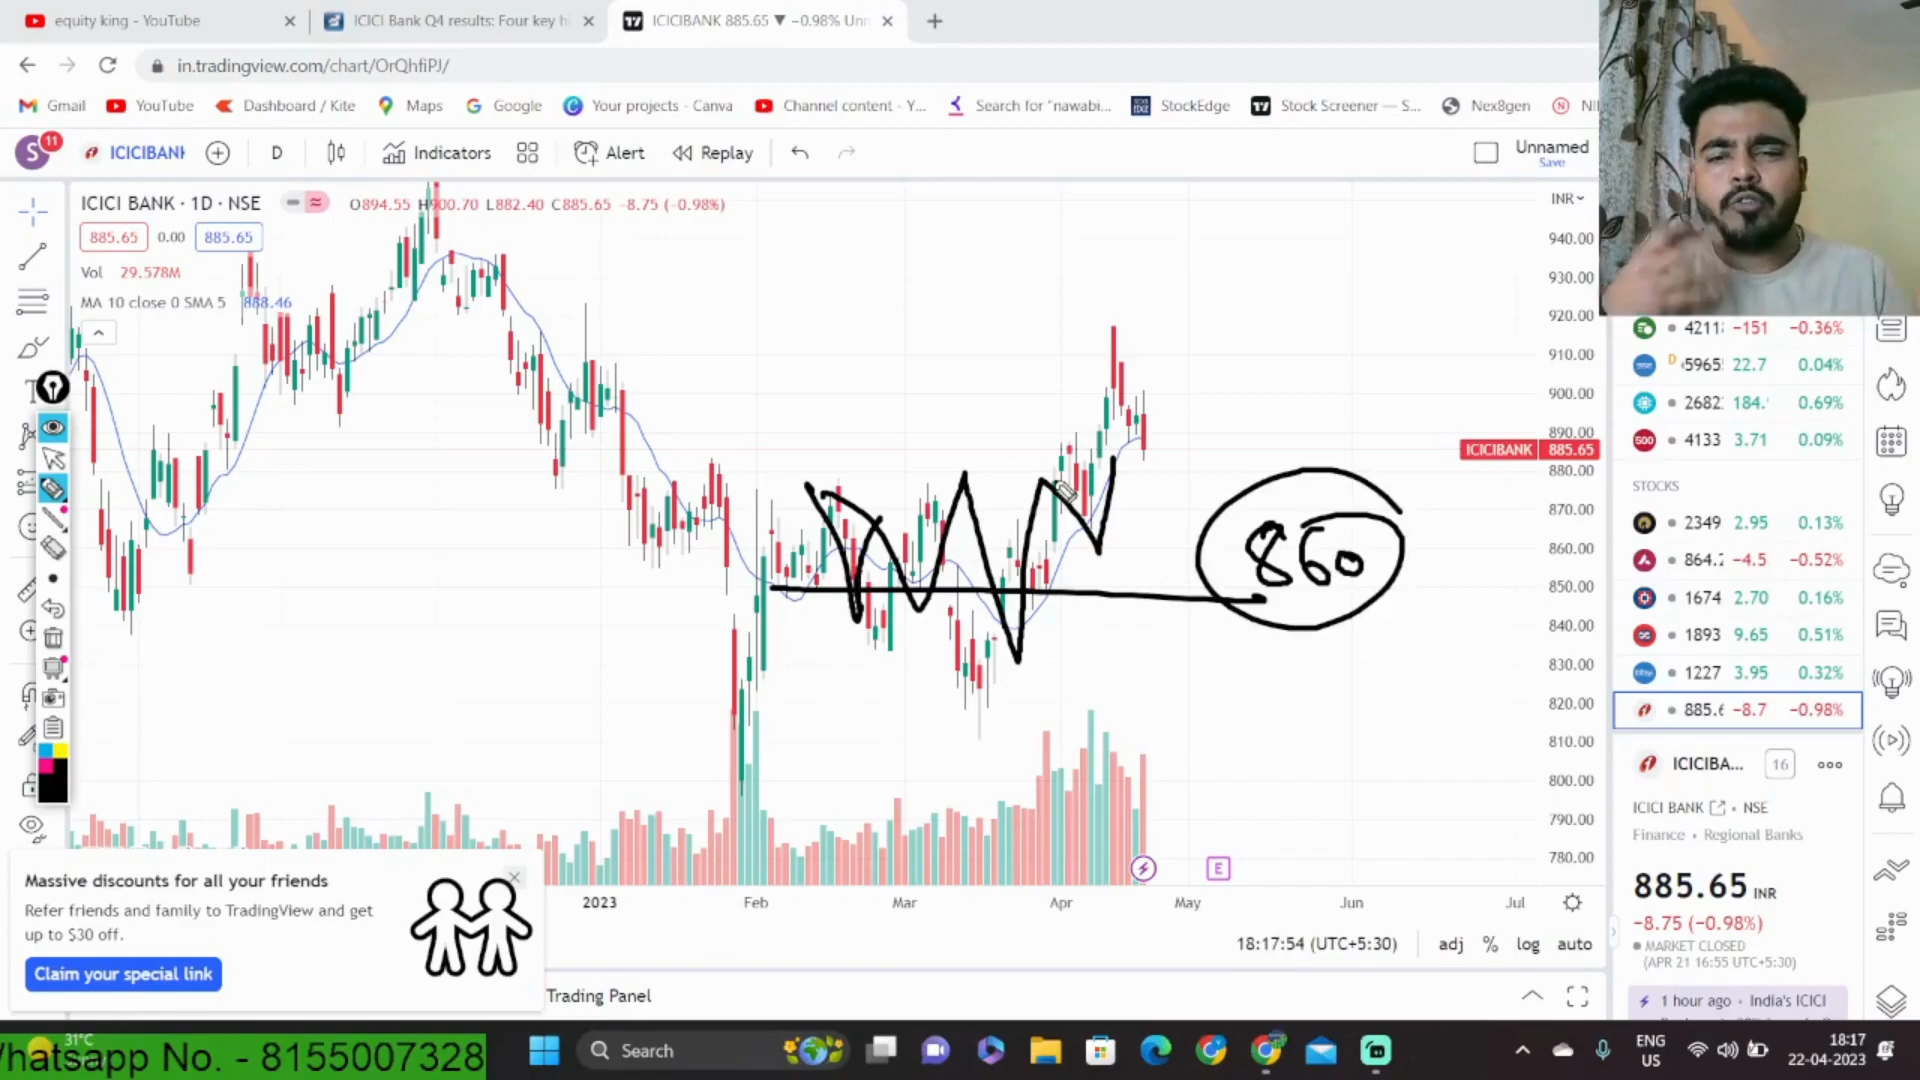 equity king - YouTube
ICICI Bank Q4 results: Four key hi
ICICIBANK 885.65 ▼ −0.98% Unn
in.tradingview.com/chart/OrQhfiPJ/
Gmail
YouTube
Dashboard / Kite
Maps
Google
Your projects - Canva
Channel content - Y...
Search for "nawabi...
StockEdge
Stock Screener — S...
Nex8gen
S
11
ICICIBANK
D
Indicators
Alert
Replay
Unnamed
Save
ICICI BANK · 1D · NSE
O894.55 H900.70 L882.40 C885.65 −8.75 (−0.98%)
885.65
0.00
885.65
Vol 29.578M
MA 10 close 0 SMA 5 888.46
INR
940.00
930.00
920.00
910.00
900.00
890.00
ICICIBANK 885.65
880.00
870.00
860.00
850.00
840.00
830.00
820.00
810.00
800.00
790.00
780.00
860
2023
Feb
Mar
Apr
May
Jun
Jul
E
18:17:54 (UTC+5:30)
adj
%
log
auto
Trading Panel
Massive discounts for all your friends
Refer friends and family to TradingView and get
up to $30 off.
Claim your special link
−151 −0.36%
22.7 0.04%
0.69%
4133 3.71 0.09%
STOCKS
2349 2.95 0.13%
864.2 −4.5 −0.52%
1674 2.70 0.16%
1893 9.65 0.51%
1227 3.95 0.32%
885.6 −8.7 −0.98%
ICICIBA...
16
ICICI BANK · NSE
Finance · Regional Banks
885.65 INR
−8.75 (−0.98%)
MARKET CLOSED
(APR 21 16:55 UTC+5:30)
1 hour ago · India's ICICI
31°C
hatsapp No. - 8155007328
Search
ENG
US
18:17
22-04-2023